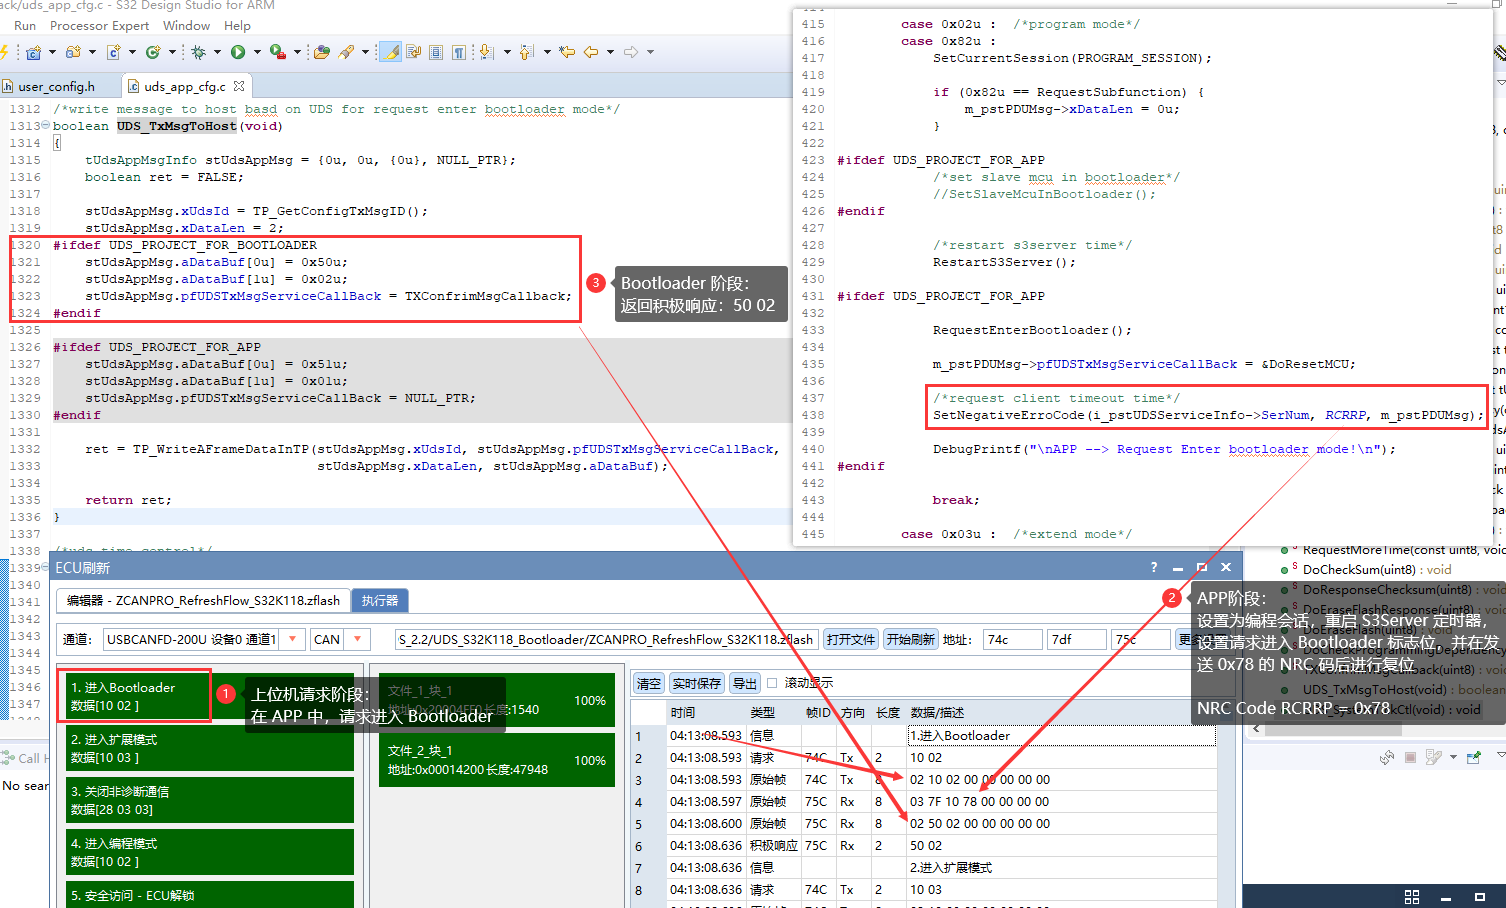 ack/uds_app_cfg.c - S32 Design Studio for ARM
Run Processor Expert Window Help
user_config.h
uds_app_cfg.c
1312 /*write message to host basd on UDS for request enter bootloader mode*/
1313 boolean UDS_TxMsgToHost(void)
1314 {
1315 tUdsAppMsgInfo stUdsAppMsg = {0u, 0u, {0u}, NULL_PTR};
1316 boolean ret = FALSE;
1317
1318 stUdsAppMsg.xUdsId = TP_GetConfigTxMsgID();
1319 stUdsAppMsg.xDataLen = 2;
1320 #ifdef UDS_PROJECT_FOR_BOOTLOADER
1321 stUdsAppMsg.aDataBuf[0u] = 0x50u;
1322 stUdsAppMsg.aDataBuf[1u] = 0x02u;
1323 stUdsAppMsg.pfUDSTxMsgServiceCallBack = TXConfrimMsgCallback;
1324 #endif
1325
1326 #ifdef UDS_PROJECT_FOR_APP
1327 stUdsAppMsg.aDataBuf[0u] = 0x51u;
1328 stUdsAppMsg.aDataBuf[1u] = 0x01u;
1329 stUdsAppMsg.pfUDSTxMsgServiceCallBack = NULL_PTR;
1330 #endif
1331
1332 ret = TP_WriteAFrameDataInTP(stUdsAppMsg.xUdsId, stUdsAppMsg.pfUDSTxMsgServiceCallBack,
1333 stUdsAppMsg.xDataLen, stUdsAppMsg.aDataBuf);
1334
1335 return ret;
1336 }
1337
1338 /*uds time control*/
1339
1340
1341
1342
1343
1344
1345
1346
1347
1348
3
Bootloader 阶段：
返回积极响应：50 02
415 case 0x02u : /*program mode*/
416 case 0x82u :
417 SetCurrentSession(PROGRAM_SESSION);
418
419 if (0x82u == RequestSubfunction) {
420 m_pstPDUMsg->xDataLen = 0u;
421 }
422
423 #ifdef UDS_PROJECT_FOR_APP
424 /*set slave mcu in bootloader*/
425 //SetSlaveMcuInBootloader();
426 #endif
427
428 /*restart s3server time*/
429 RestartS3Server();
430
431 #ifdef UDS_PROJECT_FOR_APP
432
433 RequestEnterBootloader();
434
435 m_pstPDUMsg->pfUDSTxMsgServiceCallBack = &DoResetMCU;
436
437 /*request client timeout time*/
438 SetNegativeErroCode(i_pstUDSServiceInfo->SerNum, RCRRP, m_pstPDUMsg);
439
440 DebugPrintf("\nAPP --> Request Enter bootloader mode!\n");
441 #endif
442
443 break;
444
445 case 0x03u : /*extend mode*/
RequestMoreTime(const uint8, void
DoCheckSum(uint8) : void
DoResponseChecksum(uint8) : void
DoEraseFlashResponse(uint8) : void
DoEraseFlash(uint8) : void
UDS_TxMsgToHost(void) : boolean
2
APP阶段：
设置为编程会话，重启 S3Server 定时器，
设置请求进入 Bootloader 标志位，并在发
送 0x78 的 NRC 码后进行复位
NRC Code RCRRP = 0x78
Call H
No sear
ECU刷新
编辑器 - ZCANPRO_RefreshFlow_S32K118.zflash
执行器
通道: USBCANFD-200U 设备0 通道1 CAN S_2.2/UDS_S32K118_Bootloader/ZCANPRO_RefreshFlow_S32K118.zflash 打开文件 开始刷新 地址: 74c 7df 75c
1. 进入Bootloader
数据[10 02 ]
1
上位机请求阶段：
在 APP 中，请求进入 Bootloader
2. 进入扩展模式
数据[10 03 ]
3. 关闭非诊断通信
数据[28 03 03]
4. 进入编程模式
数据[10 02 ]
5. 安全访问 - ECU解锁
文件_1 块_1
地址:0x20004FF0 长度:1540
100%
文件_2 块_1
地址:0x00014200 长度:47948
100%
清空 实时保存 导出 滚动显示
时间 类型 帧ID 方向 长度 数据/描述
1 04:13:08.593 信息 1.进入Bootloader
2 04:13:08.593 请求 74C Tx 2 10 02
3 04:13:08.593 原始帧 74C Tx 8 02 10 02 00 00 00 00 00
4 04:13:08.597 原始帧 75C Rx 8 03 7F 10 78 00 00 00 00
5 04:13:08.600 原始帧 75C Rx 8 02 50 02 00 00 00 00 00
6 04:13:08.636 积极响应 75C Rx 2 50 02
7 04:13:08.636 信息 2.进入扩展模式
8 04:13:08.636 请求 74C Tx 2 10 03